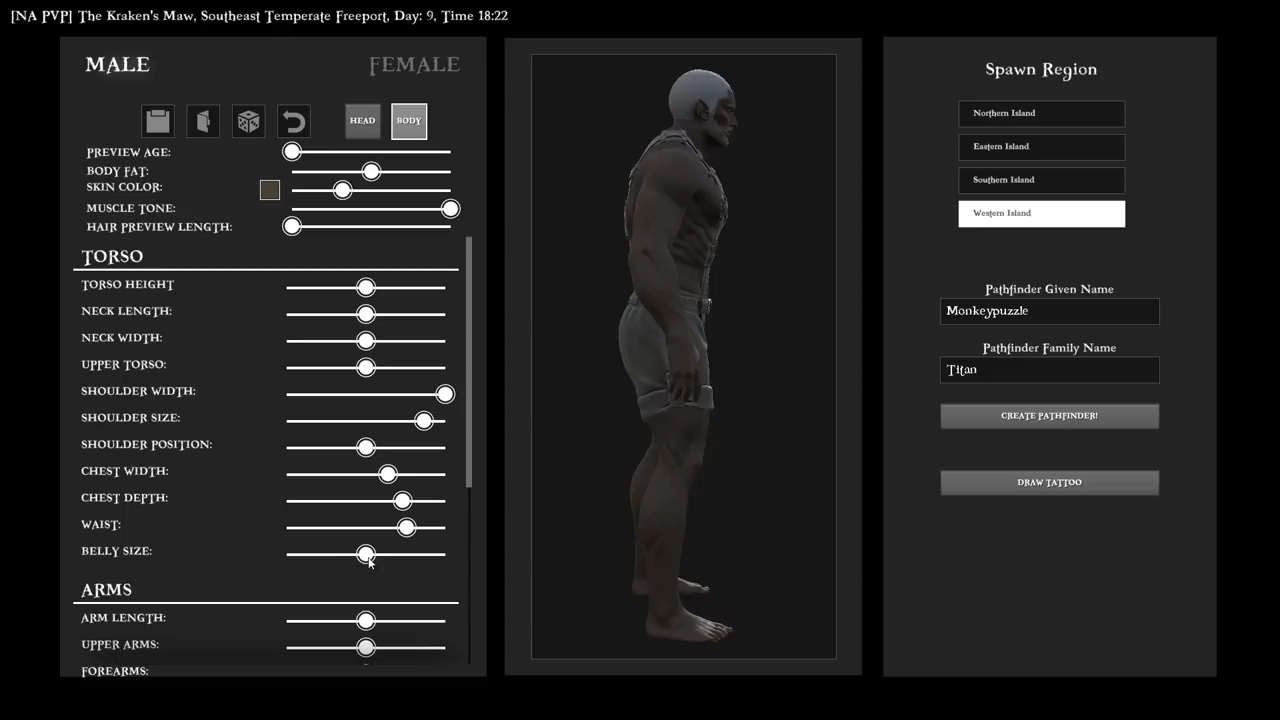 [NA PVP] The Kraken's Maw, Southeast Temperate Freeport, Day: 9, Time 18:22
MALE
FEMALE
HEAD
BODY
PREVIEW AGE:
BODY FAT:
SKIN COLOR:
MUSCLE TONE:
HAIR PREVIEW LENGTH:
TORSO
TORSO HEIGHT
NECK LENGTH:
NECK WIDTH:
UPPER TORSO:
SHOULDER WIDTH:
SHOULDER SIZE:
SHOULDER POSITION:
CHEST WIDTH:
CHEST DEPTH:
WAIST:
BELLY SIZE:
ARMS
ARM LENGTH:
UPPER ARMS:
FOREARMS:
Spawn Region
Northern Island
Eastern Island
Southern Island
Western Island
Pathfinder Given Name
Monkeypuzzle
Pathfinder Family Name
Titan
CREATE PATHFINDER!
DRAW TATTOO